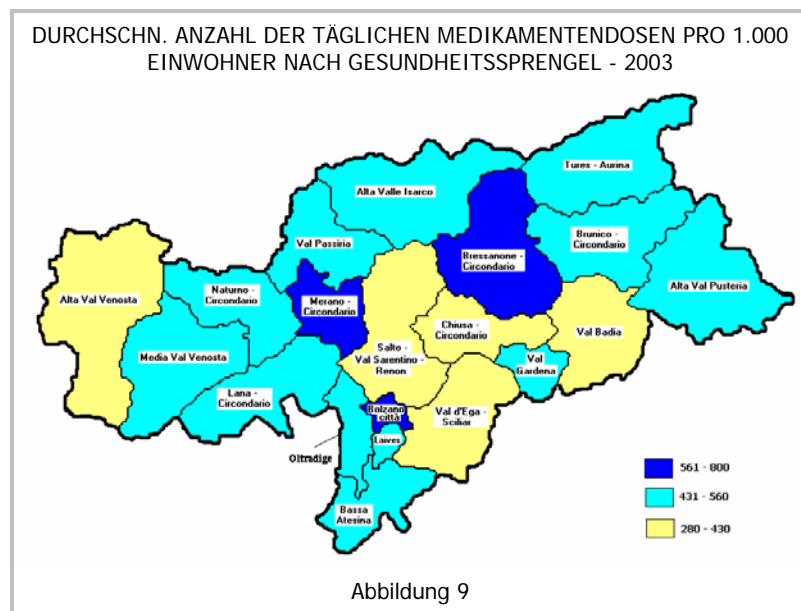 DURCHSCHN. ANZAHL DER TÄGLICHEN MEDIKAMENTENDOSEN PRO 1.000
EINWOHNER NACH GESUNDHEITSSPRENGEL - 2003
Tures - Aurina
Alta Valle Isarco
Brunico -
Circondario
Val Passiria
Bressanone -
Circondario
Alta Val Pusteria
Alta Val Venosta
Naturno -
Circondario
Merano -
Circondario
Chiusa -
Circondario
Val Badia
Media Val Venosta
Salto -
Val Sarentino -
Renon
Val
Gardena
Lana -
Circondario
Bolzano
città
Val d'Ega -
Sciliar
Laives
Oltradige
Bassa
Atesina
561 - 800
431 - 560
280 - 430
Abbildung 9